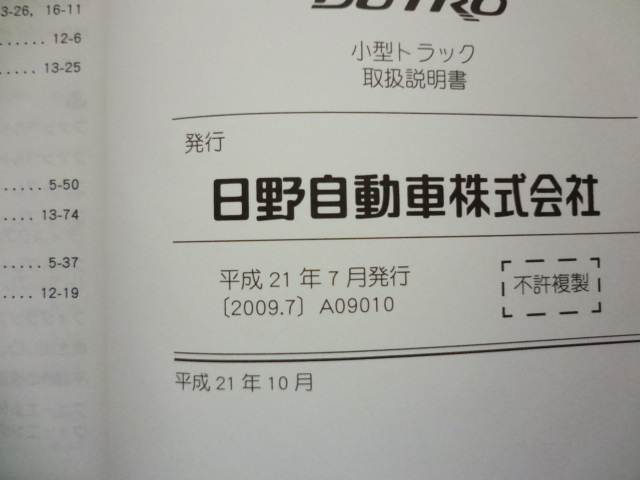 3-26, 16-11
12-6
13-25
5-50
13-74
5-37
12-19
DUTRO
小型トラック
取扱説明書
発行
日野自動車株式会社
平成21年7月発行
〔2009.7〕 A09010
不許複製
平成21年10月